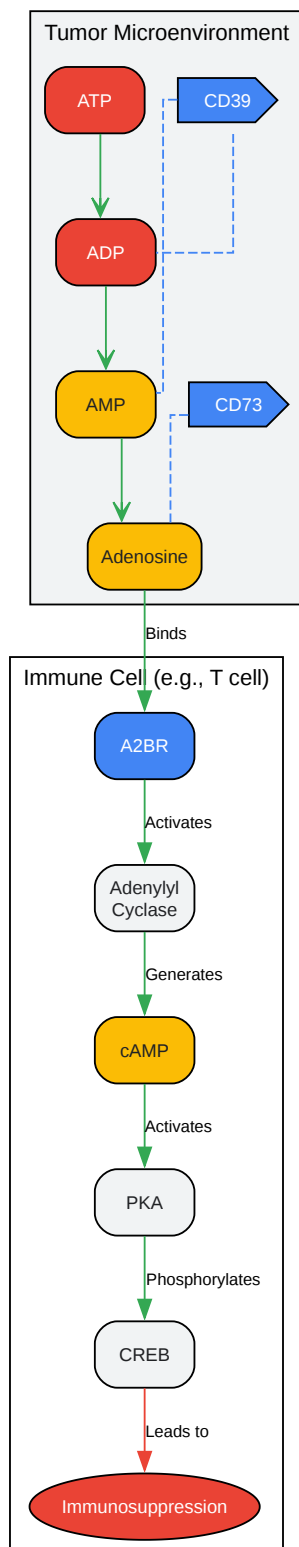 Tumor Microenvironment
ATP
CD39
ADP
AMP
CD73
Adenosine
Binds
Immune Cell (e.g., T cell)
A2BR
Activates
Adenylyl
Cyclase
Generates
cAMP
Activates
PKA
Phosphorylates
CREB
Leads to
Immunosuppression